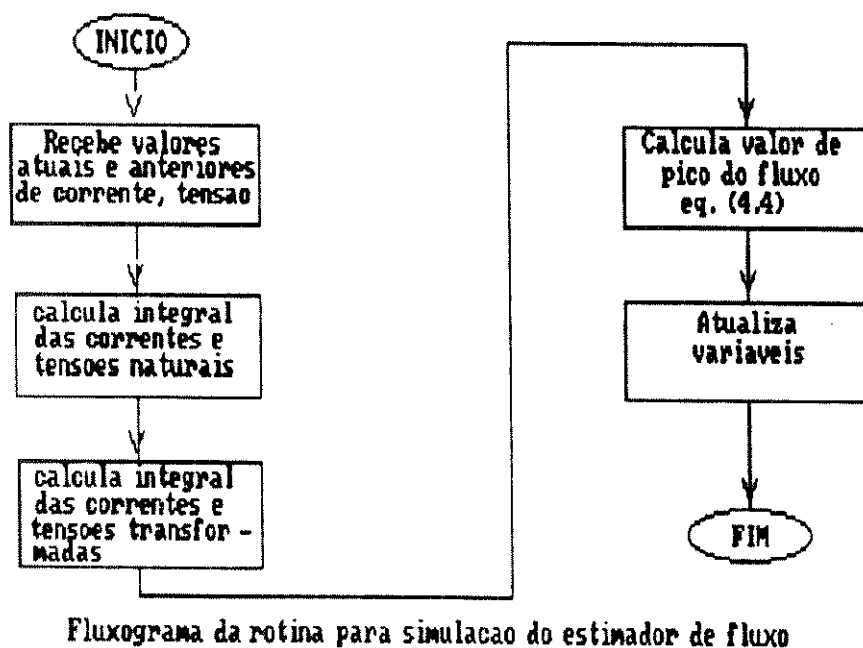 INICIO
Recebe valores
atuais e anteriores
de corrente, tensao
calcula integral
das correntes e
tensoes naturais
calcula integral
das correntes e
tensoes transfor -
madas
Calcula valor de
pico do fluxo
eq. (4.4)
Atualiza
variaveis
FIM
Fluxograma da rotina para simulacao do estimador de fluxo